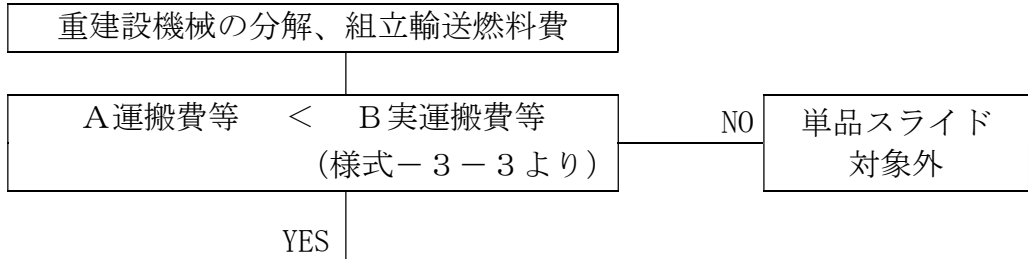 重建設機械の分解、組立輸送燃料費
A運搬費等　＜　B実運搬費等
（様式－３－３より）
NO
単品スライド
対象外
YES